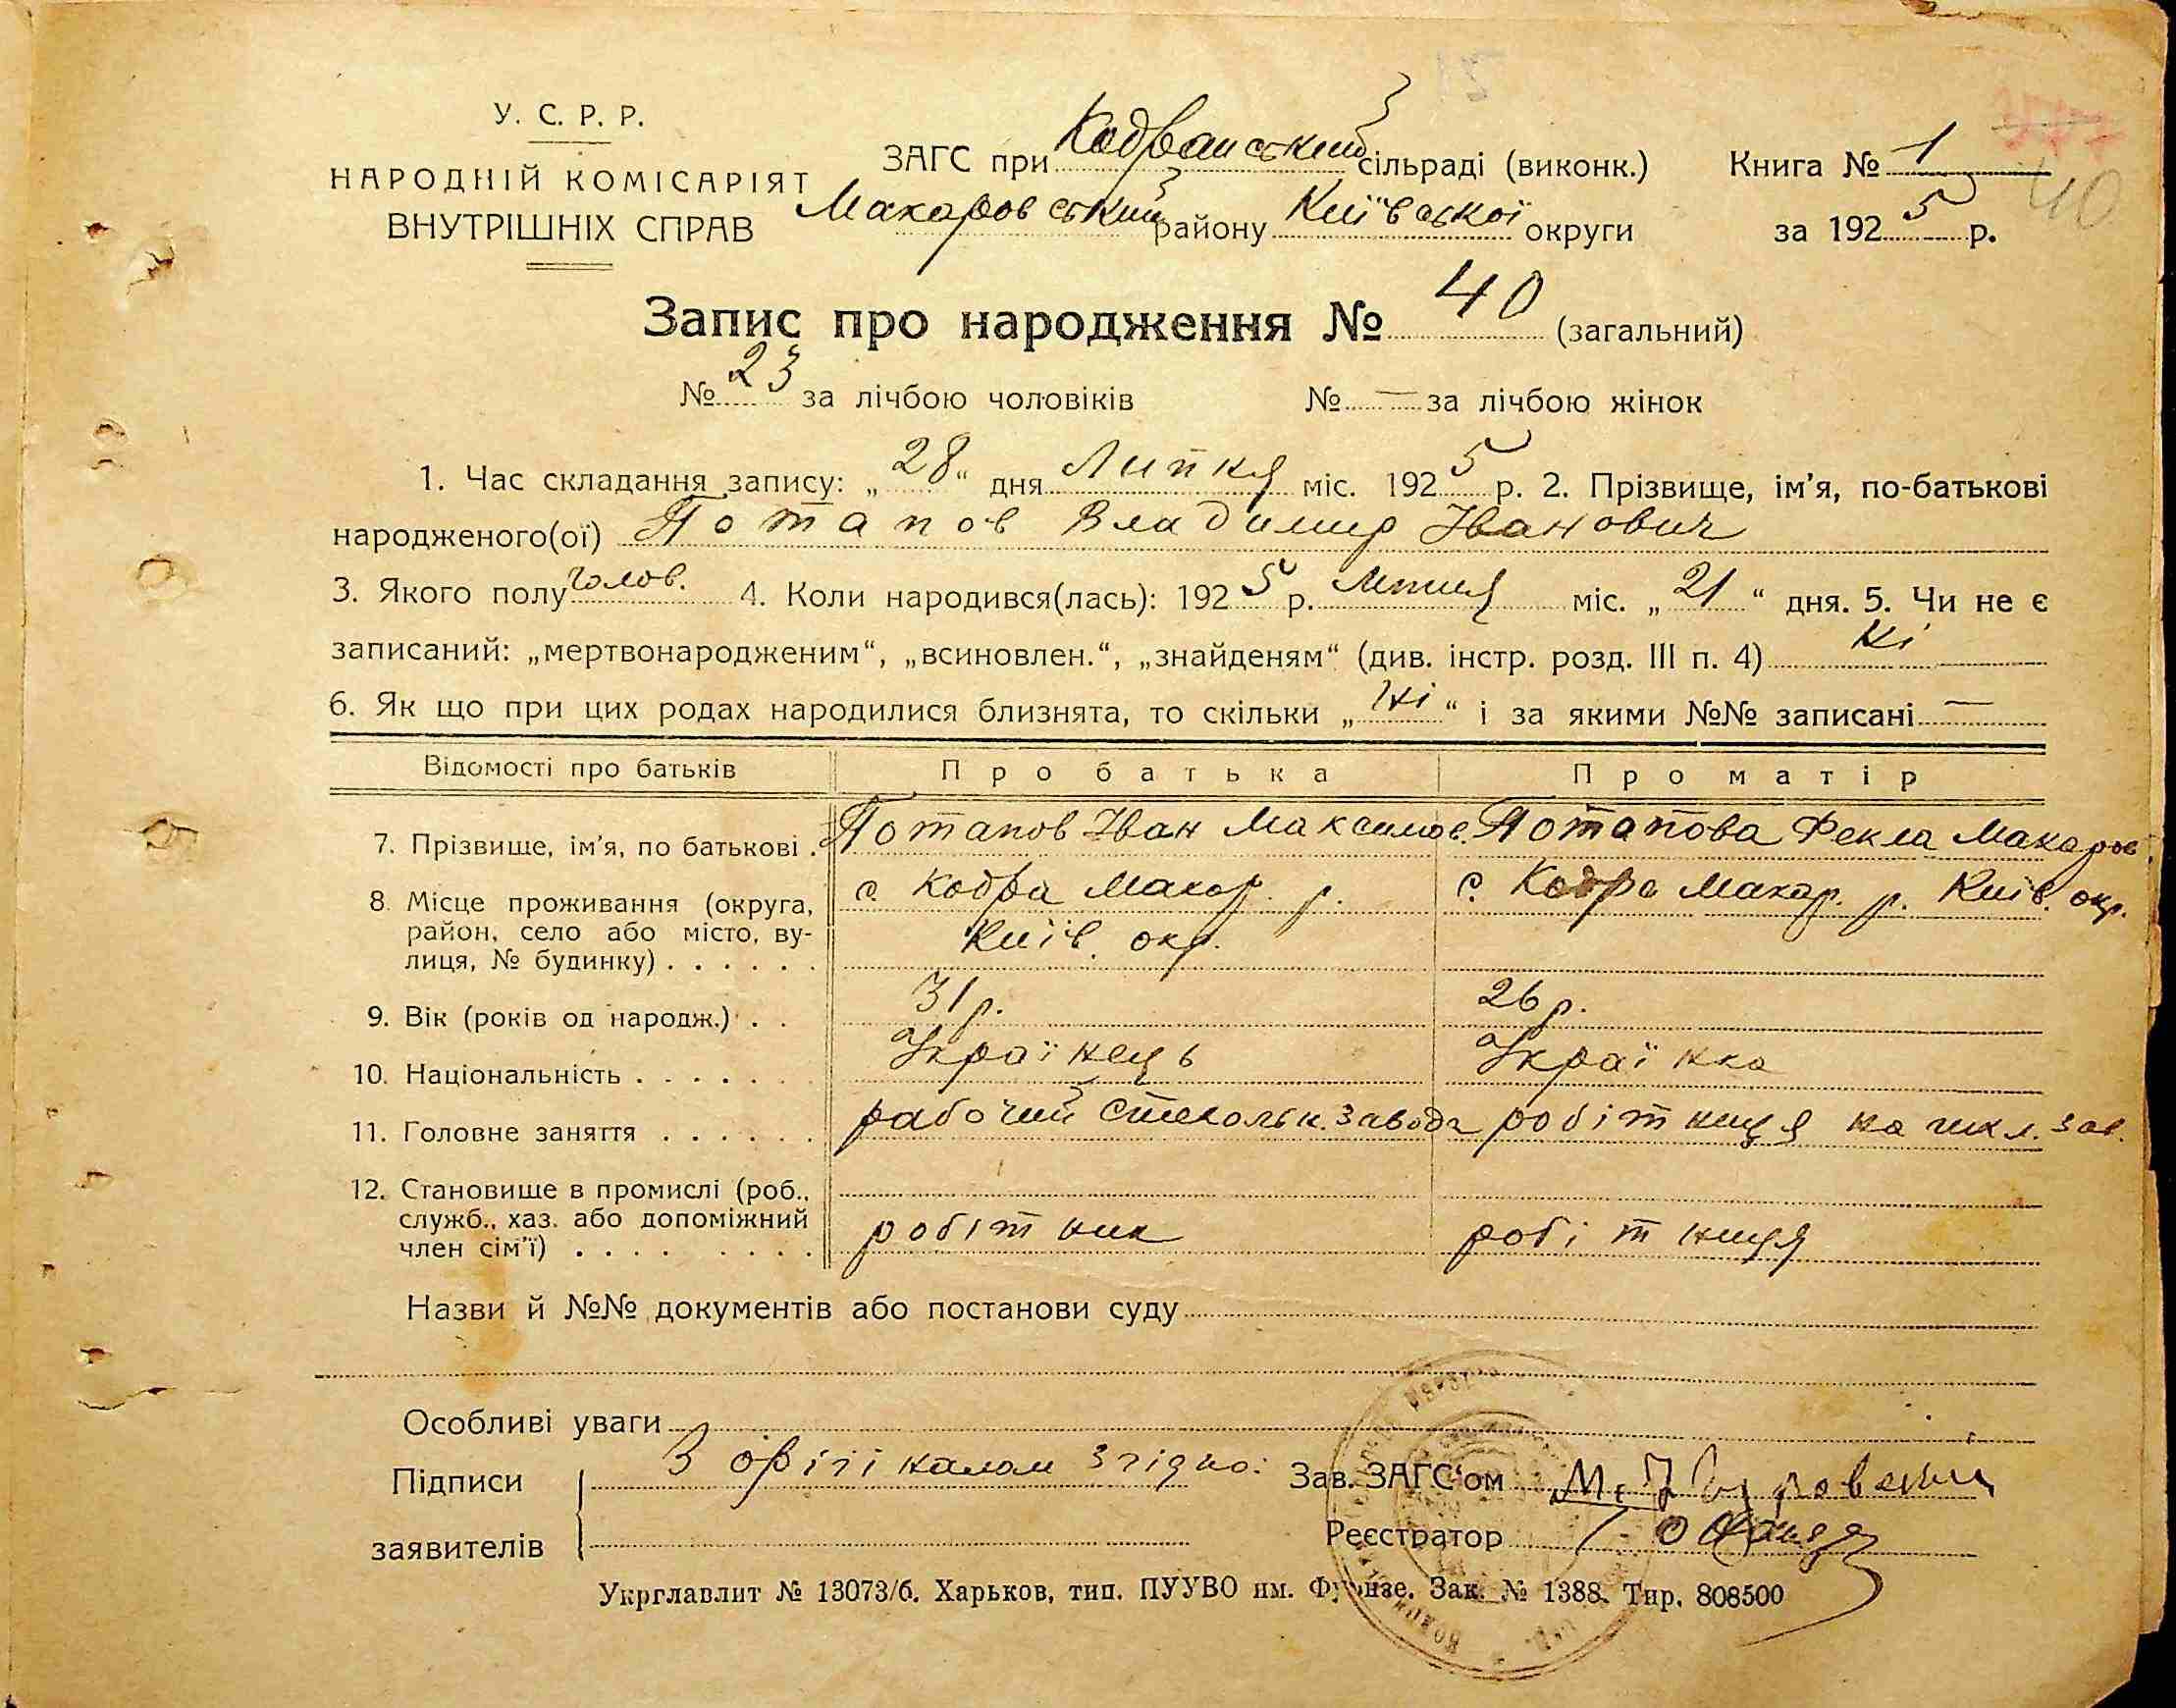 У. С. Р. Р.
НАРОДНІЙ КОМІСАРІЯТ
ВНУТРІШНІХ СПРАВ
ЗАГС при Кодранський сільраді (виконк.)
Макаровський району Київської округи
Книга № 1
40
за 1925 р.
Запис про народження № 40 (загальний)
№ 23 за лічбою чоловіків № — за лічбою жінок
1. Час складання запису: „28“ дня Липня міс. 1925 р. 2. Прізвище, ім'я, по-батькові
народженого(ої) Потапов Владимир Іванович
3. Якого полу чолов. 4. Коли народився(лась): 1925 р. липня міс. „21“ дня. 5. Чи не є
записаний: „мертвонародженим“, „всиновлен.“, „знайденям“ (див. інстр. розд. III п. 4) ні
6. Як що при цих родах народилися близнята, то скільки „ні“ і за якими №№ записані —
Відомості про батьків Про батька Про матір
7. Прізвище, ім'я, по батькові . Потапов Іван Максимов. Потапова Фекла Макаров.
8. Місце проживання (округа, район, село або місто, вулиця, № будинку) . . . . . . с. Кодра Макар. р. Київ. окр. с. Кодра Макар. р. Київ. окр.
9. Вік (років од народж.) . . 31 р. 26 р.
10. Національність . . . . . . Українець Українка
11. Головне заняття . . . . . . рабочий стекольн. завода робітниця на шкл. зав.
12. Становище в промислі (роб., служб., хаз. або допоміжний член сім'ї) . . . . . . . . робітник робітниця
Назви й №№ документів або постанови суду
Особливі уваги
Підписи заявителів
З орігіналом згідно:
Зав. ЗАГС'ом
Реєстратор
Укрглавлит № 13073/б. Харьков, тип. ПУУВО им. Фрунзе. Зак. № 1388. Тир. 808500